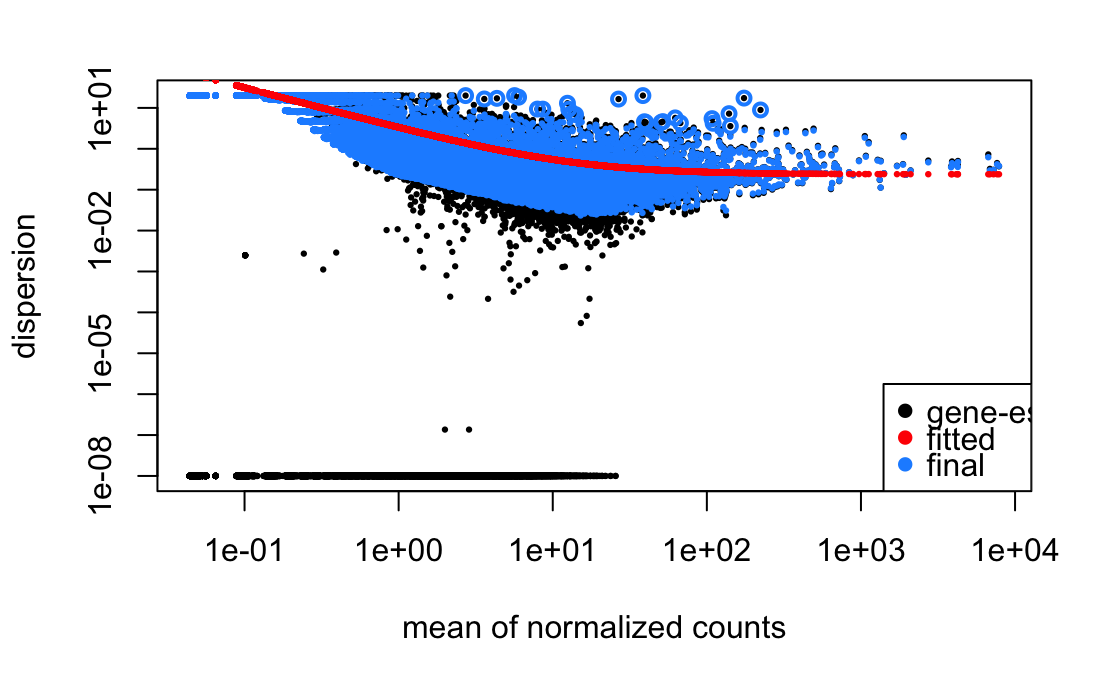 1e+01
1e-02
1e-05
1e-08
dispersion
gene-es
fitted
final
1e-01
1e+00
1e+01
1e+02
1e+03
1e+04
mean of normalized counts